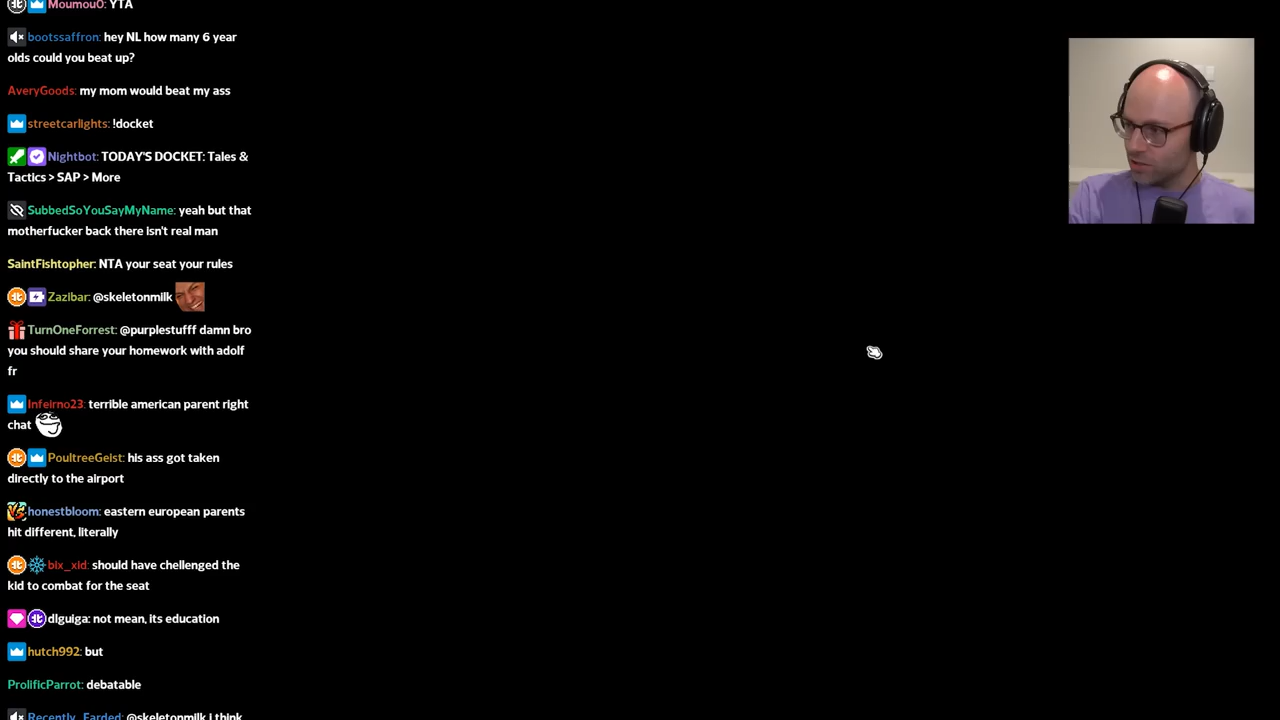 MoumouO: YTA
bootssaffron: hey NL how many 6 year
olds could you beat up?
AveryGoods: my mom would beat my ass
streetcarlights: !docket
Nightbot: TODAY'S DOCKET: Tales &
Tactics > SAP > More
SubbedSoYouSayMyName: yeah but that
motherfucker back there isn't real man
SaintFishtopher: NTA your seat your rules
Zazibar: @skeletonmilk
TurnOneForrest: @purplestufff damn bro
you should share your homework with adolf
fr
Infeirno23: terrible american parent right
chat
PoultreeGeist: his ass got taken
directly to the airport
honestbloom: eastern european parents
hit different, literally
bix_xid: should have chellenged the
kid to combat for the seat
dlguiga: not mean, its education
hutch992: but
ProlificParrot: debatable
Recently_Farded: @skeletonmilk i think